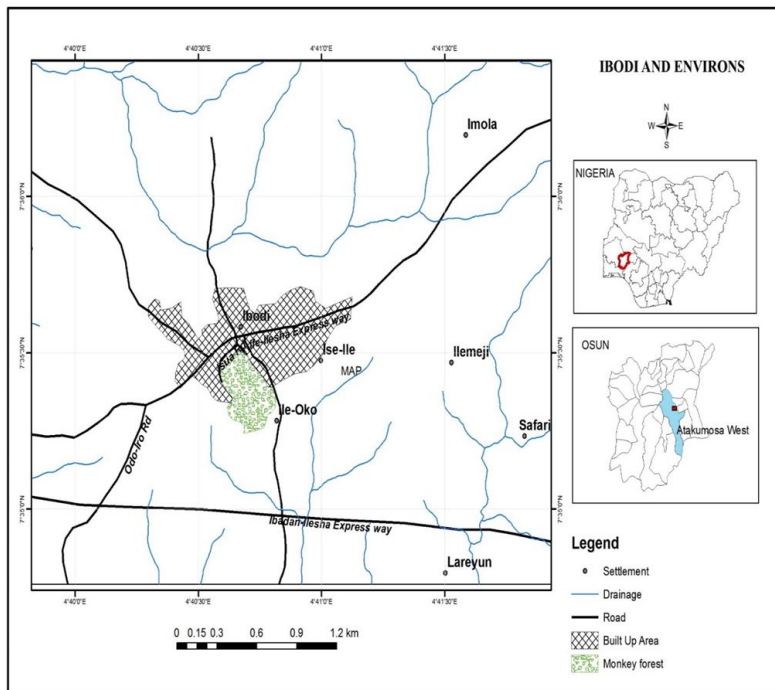 4°40'0"E 4°40'30"E 4°41'0"E 4°41'30"E
IBODI AND ENVIRONS
N
W E
S
Imola
NIGERIA
7°36'0"N 7°36'0"N
Ibodi
Ife-Ilesha Express way
Ise-Ile
MAP
Ilemeji
7°35'30"N 7°35'30"N
OSUN
Ile-Oko
Safari
Atakumosa West
Odo-Iro Rd
7°35'0"N 7°35'0"N
Ibadan-Ilesha Express way
Lareyun
4°40'0"E 4°40'30"E 4°41'0"E 4°41'30"E
0 0.15 0.3 0.6 0.9 1.2 km
Legend
Settlement
Drainage
Road
Built Up Area
Monkey forest